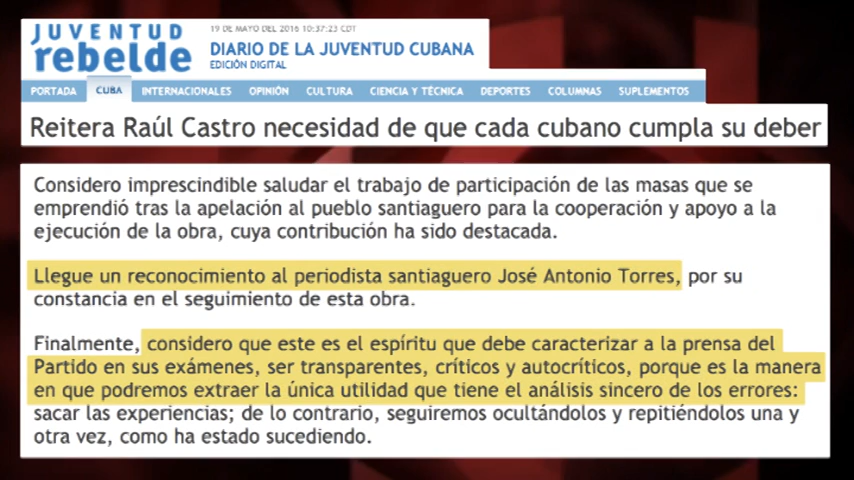 JUVENTUD
rebelde
19 DE MAYO DEL 2016 10:37:23 CDT
DIARIO DE LA JUVENTUD CUBANA
EDICIÓN DIGITAL
PORTADA CUBA INTERNACIONALES OPINIÓN CULTURA CIENCIA Y TÉCNICA DEPORTES COLUMNAS SUPLEMENTOS
Reitera Raúl Castro necesidad de que cada cubano cumpla su deber
Considero imprescindible saludar el trabajo de participación de las masas que se
emprendió tras la apelación al pueblo santiaguero para la cooperación y apoyo a la
ejecución de la obra, cuya contribución ha sido destacada.
Llegue un reconocimiento al periodista santiaguero José Antonio Torres, por su
constancia en el seguimiento de esta obra.
Finalmente, considero que este es el espíritu que debe caracterizar a la prensa del
Partido en sus exámenes, ser transparentes, críticos y autocríticos, porque es la manera
en que podremos extraer la única utilidad que tiene el análisis sincero de los errores:
sacar las experiencias; de lo contrario, seguiremos ocultándolos y repitiéndolos una y
otra vez, como ha estado sucediendo.